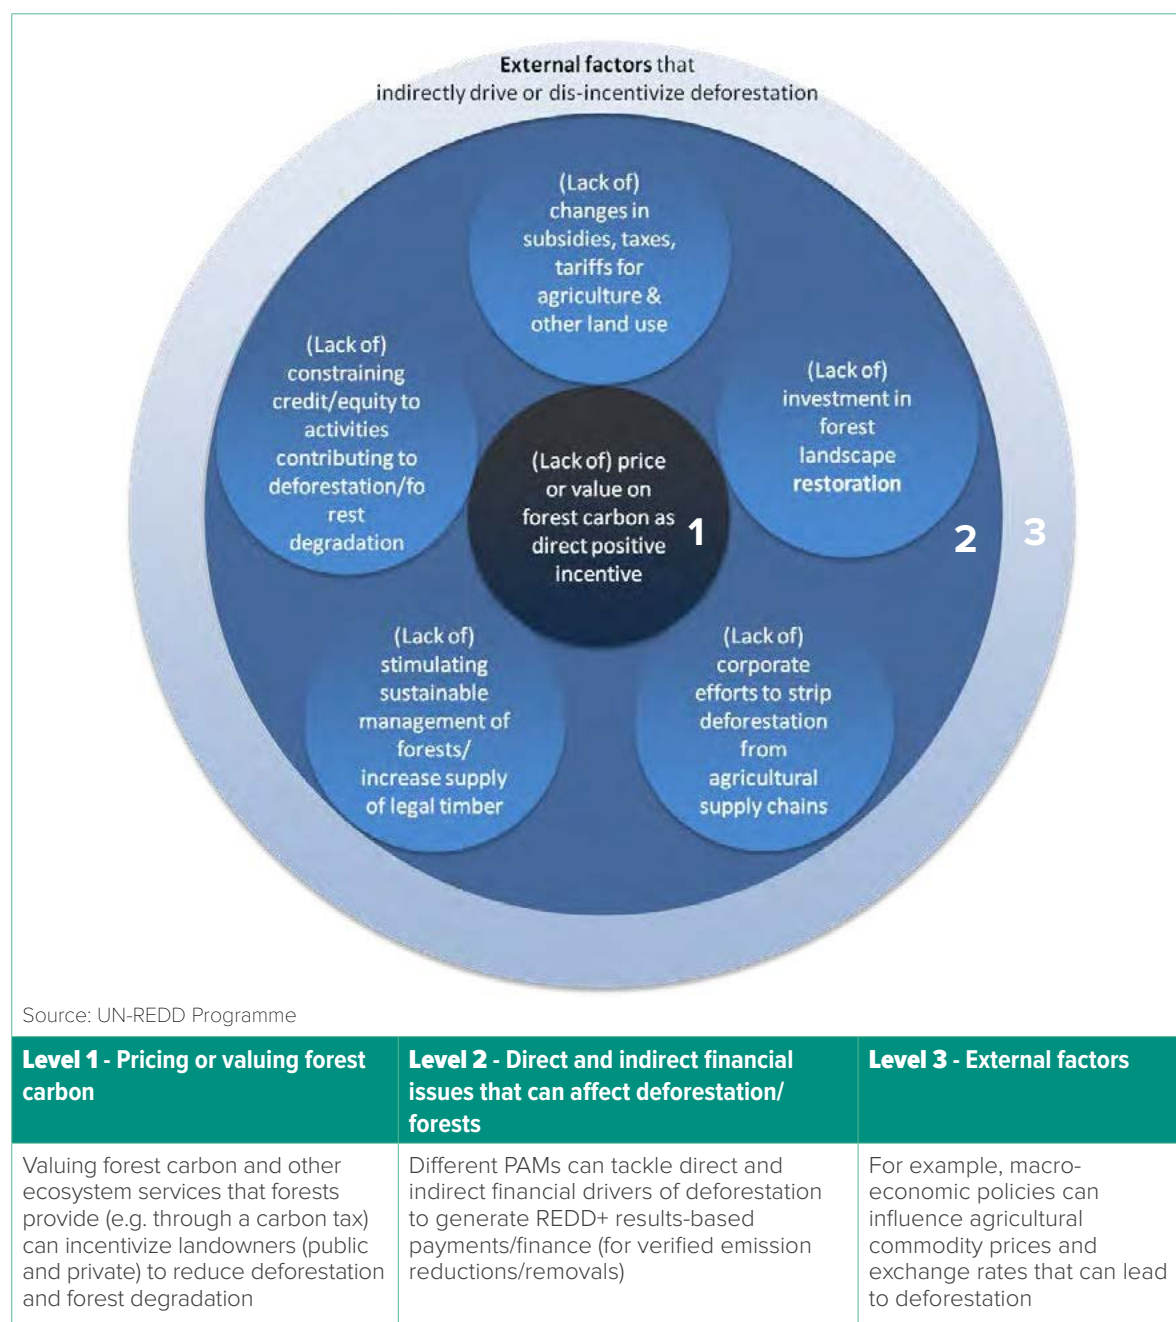 External factors that
indirectly drive or dis-incentivize deforestation
(Lack of)
changes in
subsidies, taxes,
tariffs for
agriculture &
other land use
(Lack of)
constraining
credit/equity to
activities
contributing to
deforestation/fo
rest
degradation
(Lack of)
investment in
forest
landscape
restoration
(Lack of) price
or value on
forest carbon as
direct positive
incentive
1
2
3
(Lack of)
stimulating
sustainable
management of
forests/
increase supply
of legal timber
(Lack of)
corporate
efforts to strip
deforestation
from
agricultural
supply chains
Source: UN-REDD Programme
Level 1 - Pricing or valuing forest
carbon
Level 2 - Direct and indirect financial
issues that can affect deforestation/
forests
Level 3 - External factors
Valuing forest carbon and other
ecosystem services that forests
provide (e.g. through a carbon tax)
can incentivize landowners (public
and private) to reduce deforestation
and forest degradation
Different PAMs can tackle direct and
indirect financial drivers of deforestation
to generate REDD+ results-based
payments/finance (for verified emission
reductions/removals)
For example, macro-
economic policies can
influence agricultural
commodity prices and
exchange rates that can lead
to deforestation